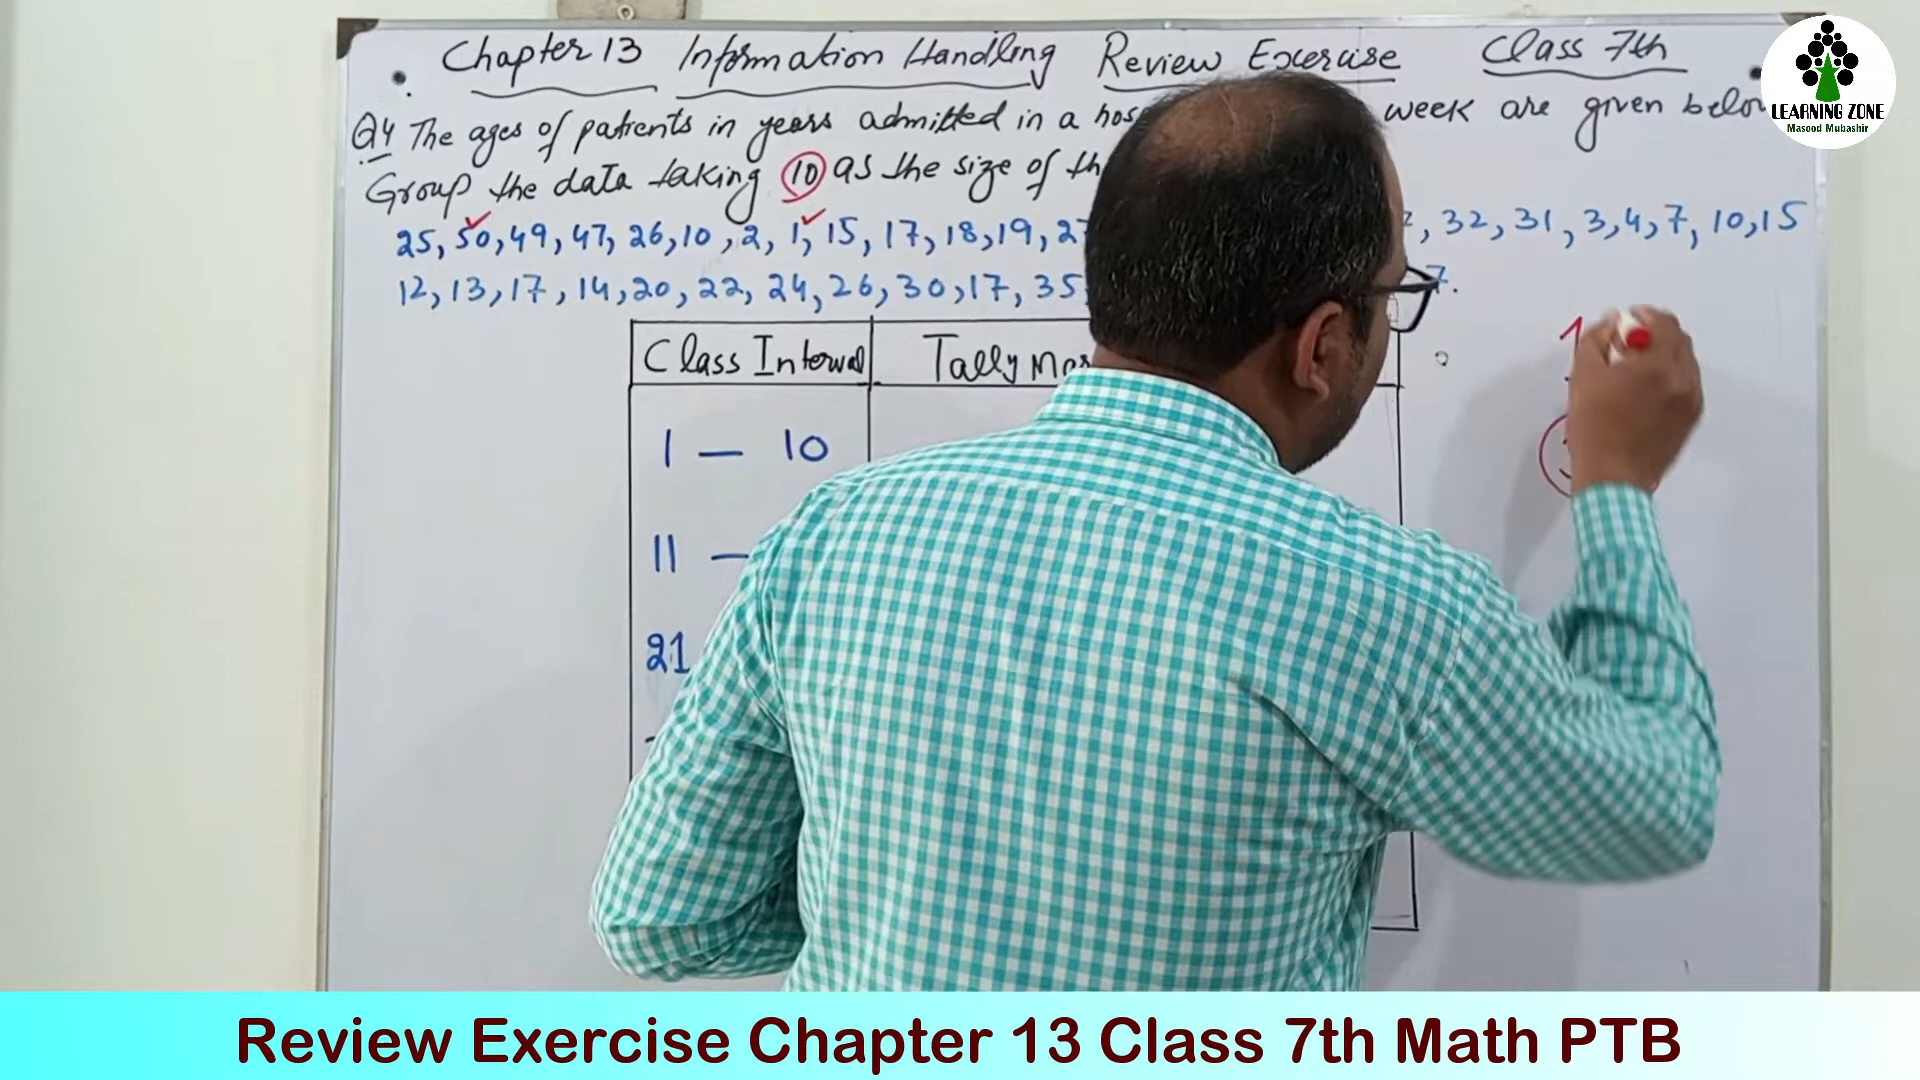 Chapter 13 Information Handling Review Exercise Class 7th
Q4 The ages of patients in years admitted in a week are given below
Group the data taking 10 as the size of
25, 50, 49, 47, 26, 10, 2, 1, 15, 17, 18, 19, 32, 31, 3, 4, 7, 10, 15
12, 13, 17, 14, 20, 22, 24, 26, 30, 17, 35, 7.
Class Interval Tally
1 — 10
11 —
21
LEARNING ZONE
Masood Mubashir
Review Exercise Chapter 13 Class 7th Math PTB